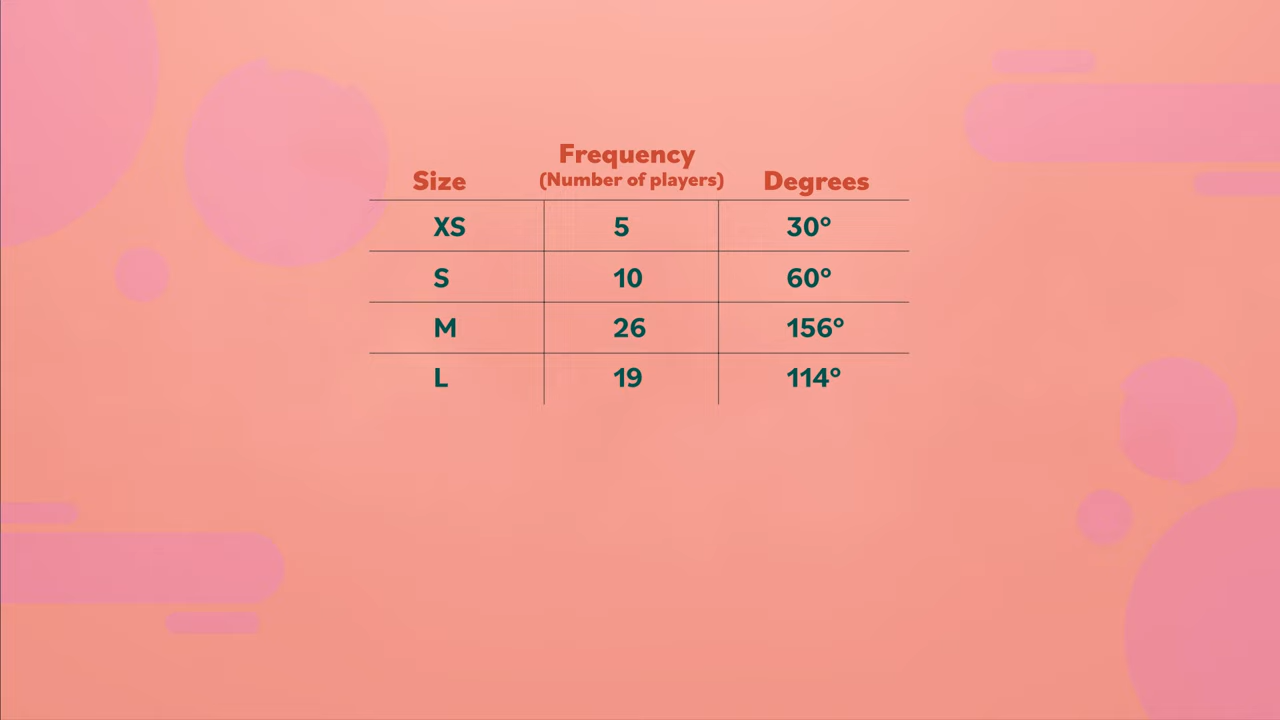 Size Frequency (Number of players) Degrees
XS 5 30°
S 10 60°
M 26 156°
L 19 114°